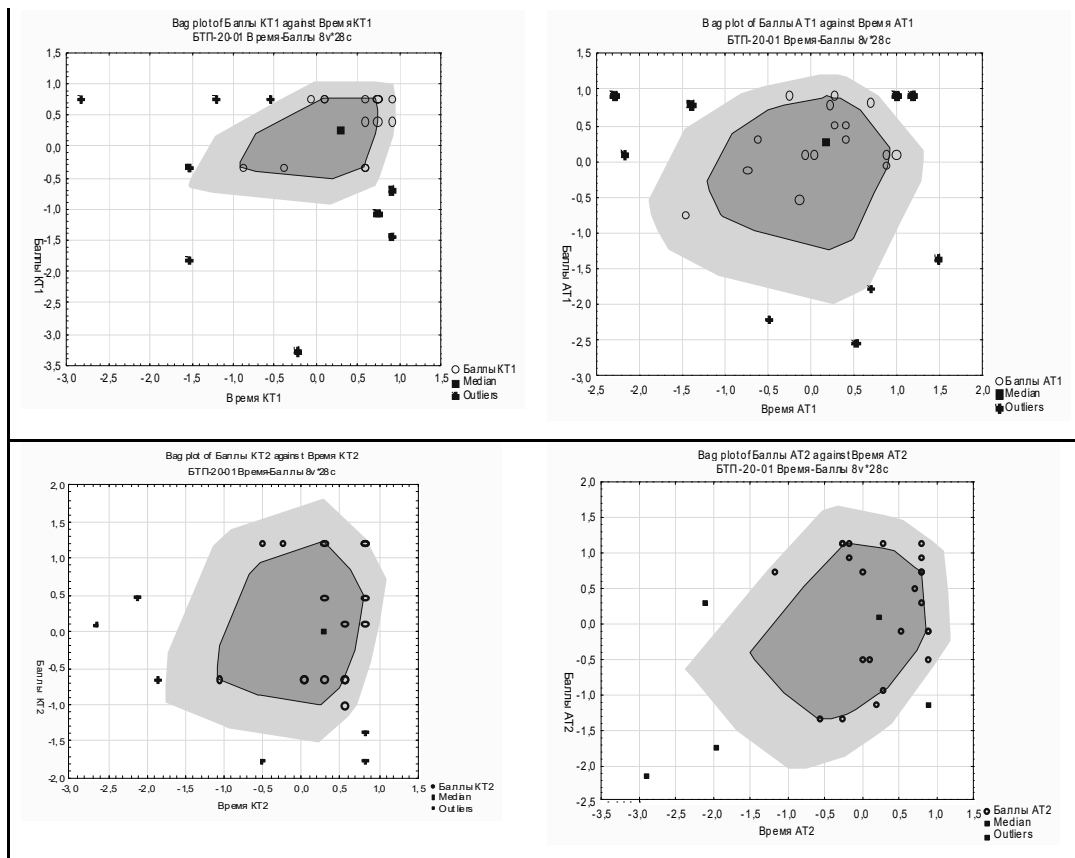 Bag plot of Баллы КТ1 against Время КТ1
БТП-20-01 Время-Баллы 8v*28c
1,5
1,0
0,5
0,0
-0,5
-1,0
-1,5
-2,0
-2,5
-3,0
-3,5
Баллы КТ1
-3,0 -2,5 -2,0 -1,5 -1,0 -0,5 0,0 0,5 1,0 1,5
Время КТ1
Баллы КТ1
Median
Outliers
Bag plot of Баллы АТ1 against Время АТ1
БТП-20-01 Время-Баллы 8v*28c
1,5
1,0
0,5
0,0
-0,5
-1,0
-1,5
-2,0
-2,5
-3,0
Баллы АТ1
-2,5 -2,0 -1,5 -1,0 -0,5 0,0 0,5 1,0 1,5 2,0
Время АТ1
Баллы АТ1
Median
Outliers
Bag plot of Баллы КТ2 against Время КТ2
БТП-20-01 Время-Баллы 8v*28c
2,0
1,5
1,0
0,5
0,0
-0,5
-1,0
-1,5
-2,0
Баллы КТ2
-3,0 -2,5 -2,0 -1,5 -1,0 -0,5 0,0 0,5 1,0 1,5
Время КТ2
Баллы КТ2
Median
Outliers
Bag plot of Баллы АТ2 against Время АТ2
БТП-20-01 Время-Баллы 8v*28c
2,0
1,5
1,0
0,5
0,0
-0,5
-1,0
-1,5
-2,0
-2,5
Баллы АТ2
-3,5 -3,0 -2,5 -2,0 -1,5 -1,0 -0,5 0,0 0,5 1,0 1,5
Время АТ2
Баллы АТ2
Median
Outliers